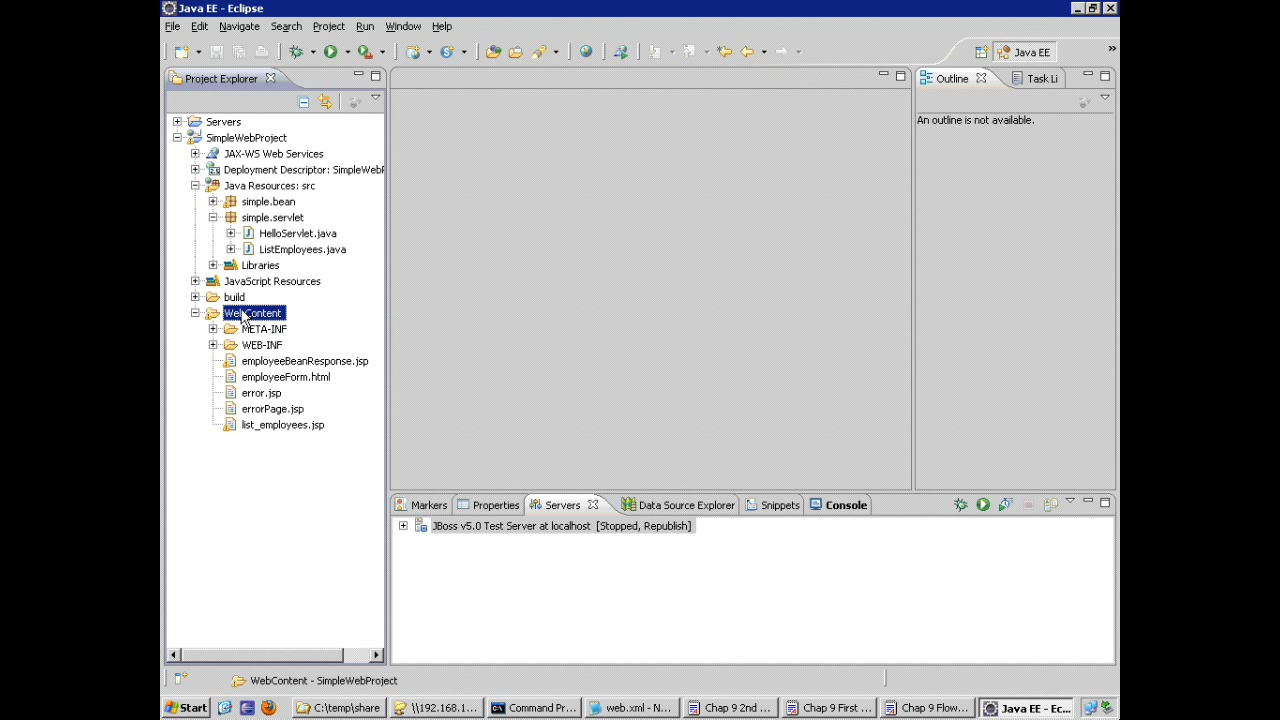 Java EE - Eclipse
File Edit Navigate Search Project Run Window Help
Java EE
»
Project Explorer
Outline
Task Li
Servers
SimpleWebProject
JAX-WS Web Services
Deployment Descriptor: SimpleWebP
Java Resources: src
simple.bean
simple.servlet
HelloServlet.java
ListEmployees.java
Libraries
JavaScript Resources
build
WebContent
META-INF
WEB-INF
employeeBeanResponse.jsp
employeeForm.html
error.jsp
errorPage.jsp
list_employees.jsp
An outline is not available.
Markers Properties Servers Data Source Explorer Snippets Console
JBoss v5.0 Test Server at localhost [Stopped, Republish]
WebContent - SimpleWebProject
Start C:\temp\share \\192.168.1... Command Pr... web.xml - N... Chap 9 2nd ... Chap 9 First ... Chap 9 Flow... Java EE - Ec...